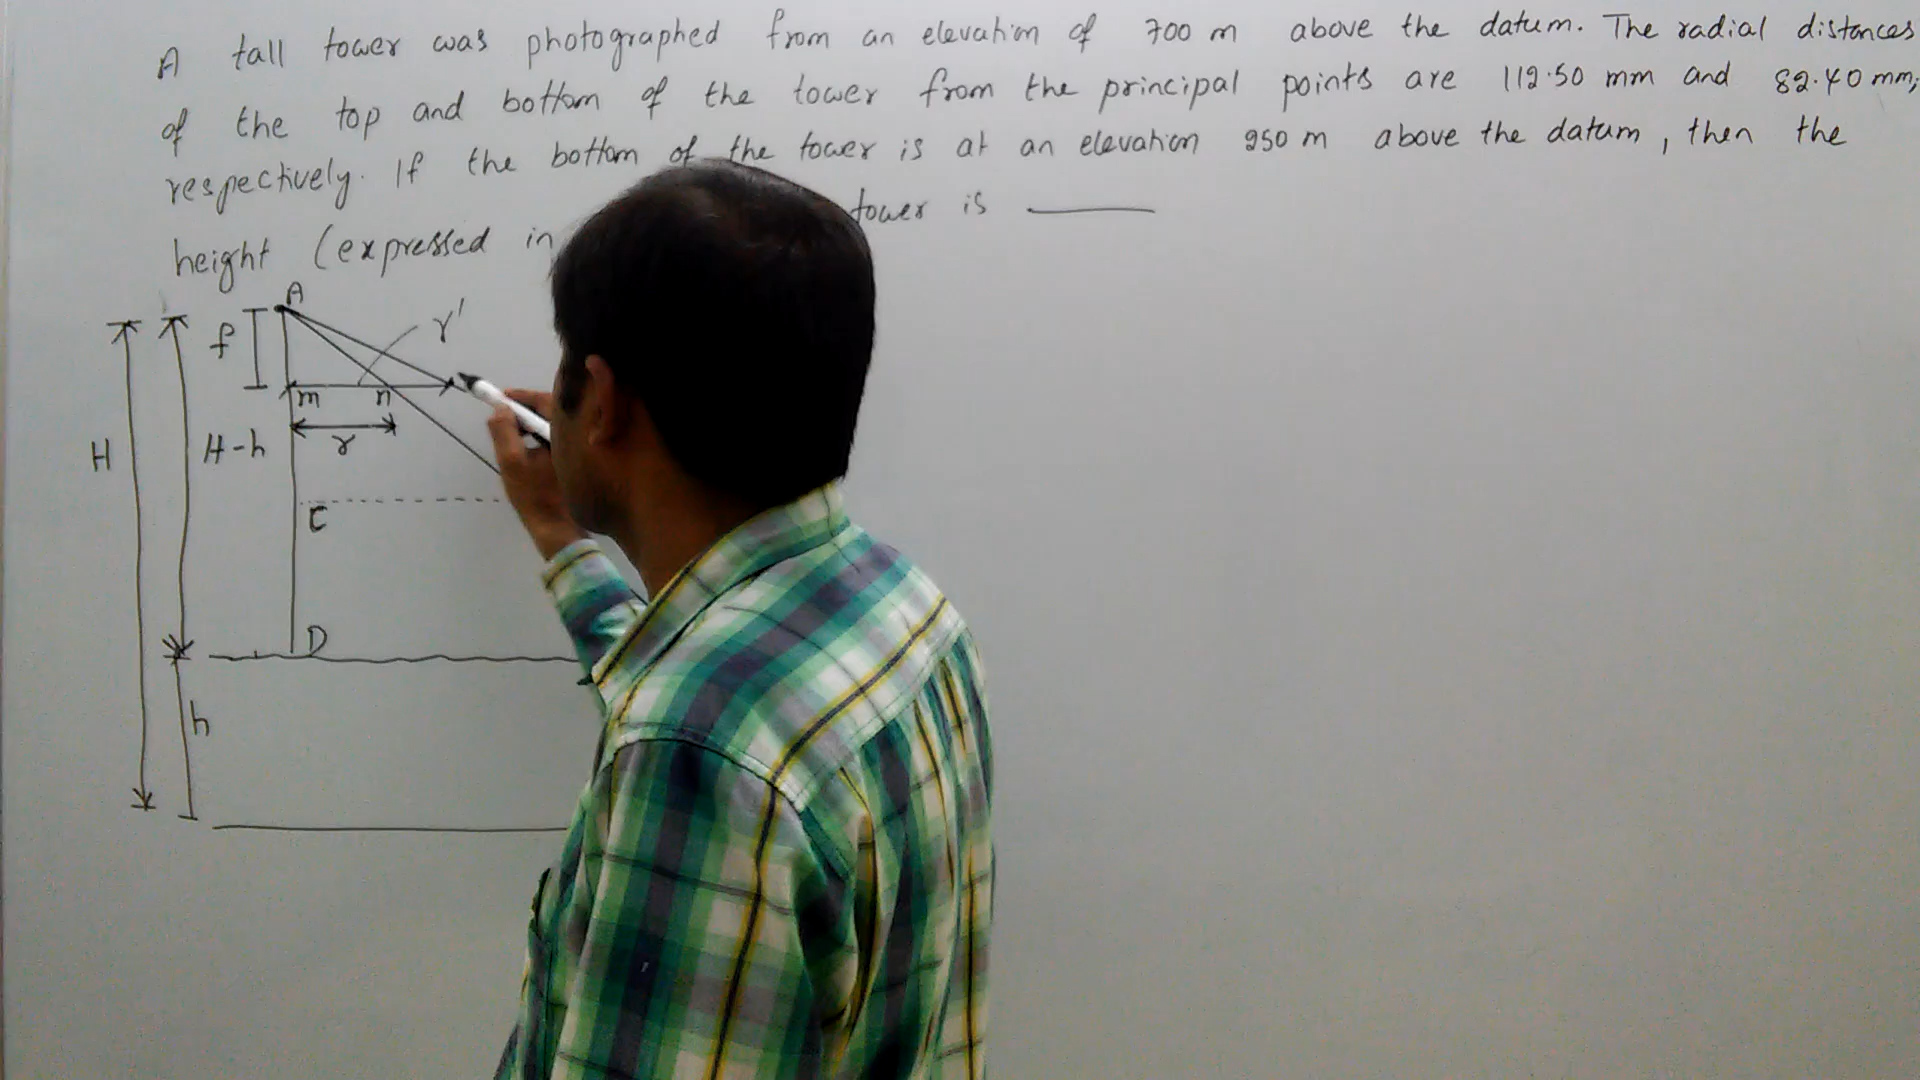 A tall tower was photographed from an elevation of 700 m above the datum. The radial distances
of the top and bottom of the tower from the principal points are 112.50 mm and 82.40 mm,
respectively. If the bottom of the tower is at an elevation 250 m above the datum, then the
height (expressed in tower is
A
f
r'
m n
H
H-h
r
C
D
h